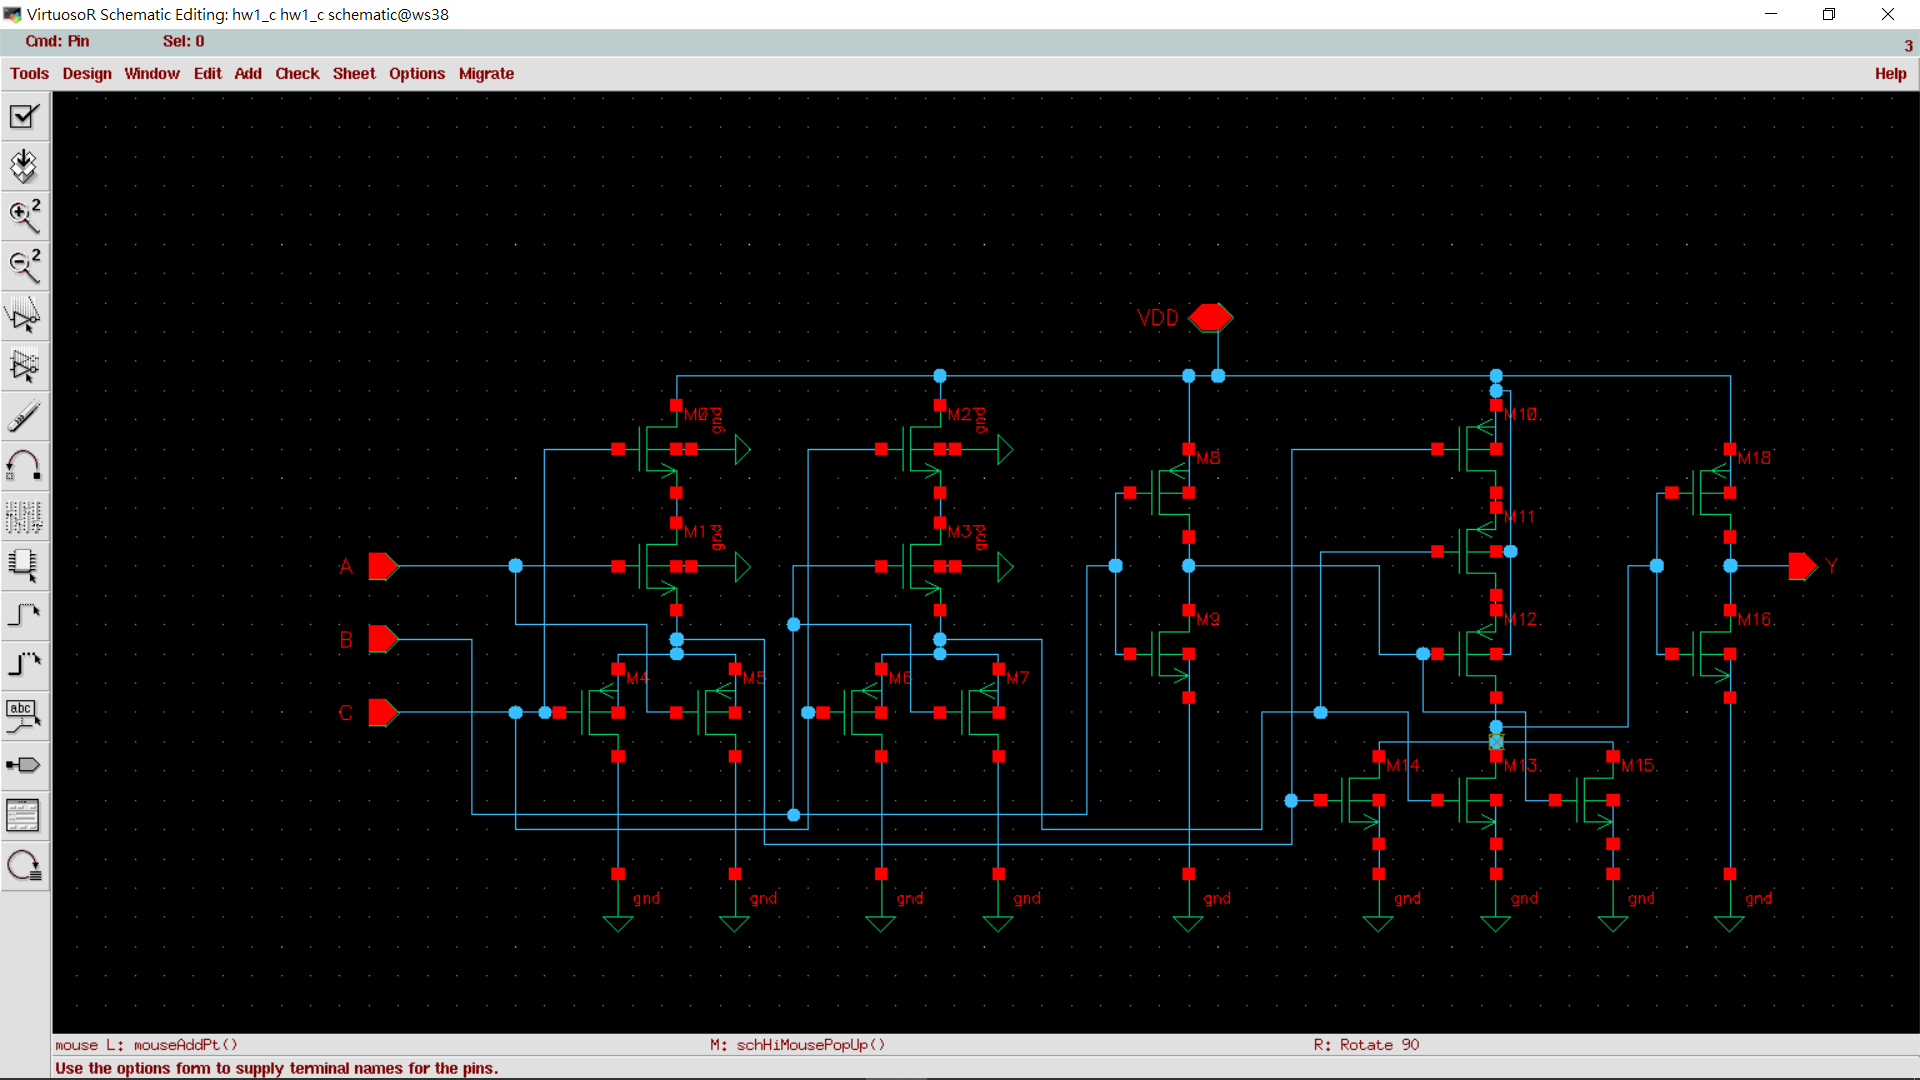 VirtuosoR Schematic Editing: hw1_c hw1_c schematic@ws38
Cmd: Pin Sel: 0
3
Tools Design Window Edit Add Check Sheet Options Migrate Help
2
2
abc
VDD
M0 gnd
M2 gnd
M10
M8
M18
M1 gnd
M3 gnd
M11
A
Y
B
M9
M12
M16
M4
M5
M6
M7
C
M14
M13
M15
gnd gnd gnd gnd gnd gnd gnd gnd gnd
mouse L: mouseAddPt() M: schHiMousePopUp() R: Rotate 90
Use the options form to supply terminal names for the pins.